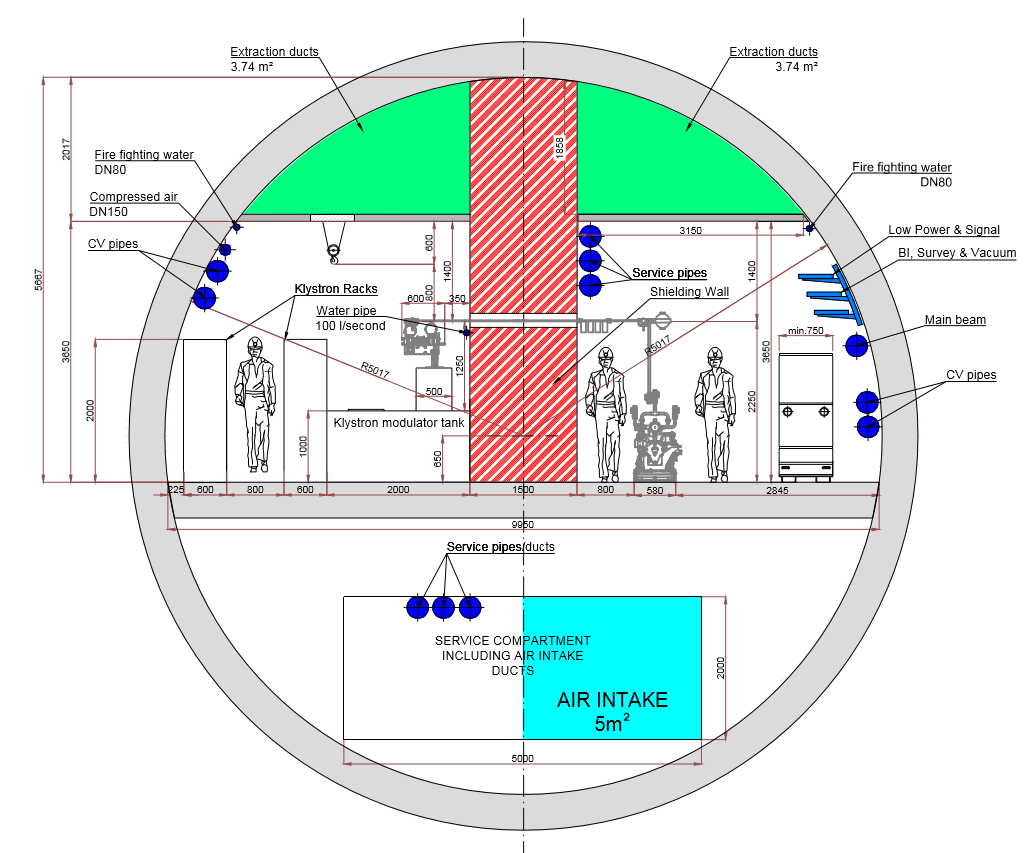 Extraction ducts
3.74 m²
Extraction ducts
3.74 m²
2017
1858
Fire fighting water
DN80
Fire fighting water
DN80
Compressed air
DN150
CV pipes
3150
Low Power & Signal
BI, Survey & Vacuum
600
1400
800
Service pipes
1400
5667
Klystron Racks
600
350
Shielding Wall
Water pipe
100 l/second
Main beam
min.750
3650
R5017
R5017
3650
1250
CV pipes
2000
500
2250
Klystron modulator tank
1000
650
225
600
800
600
2000
1500
800
580
2845
9950
Service pipes/ducts
SERVICE COMPARTMENT
INCLUDING AIR INTAKE
DUCTS
2000
AIR INTAKE
5m²
5000